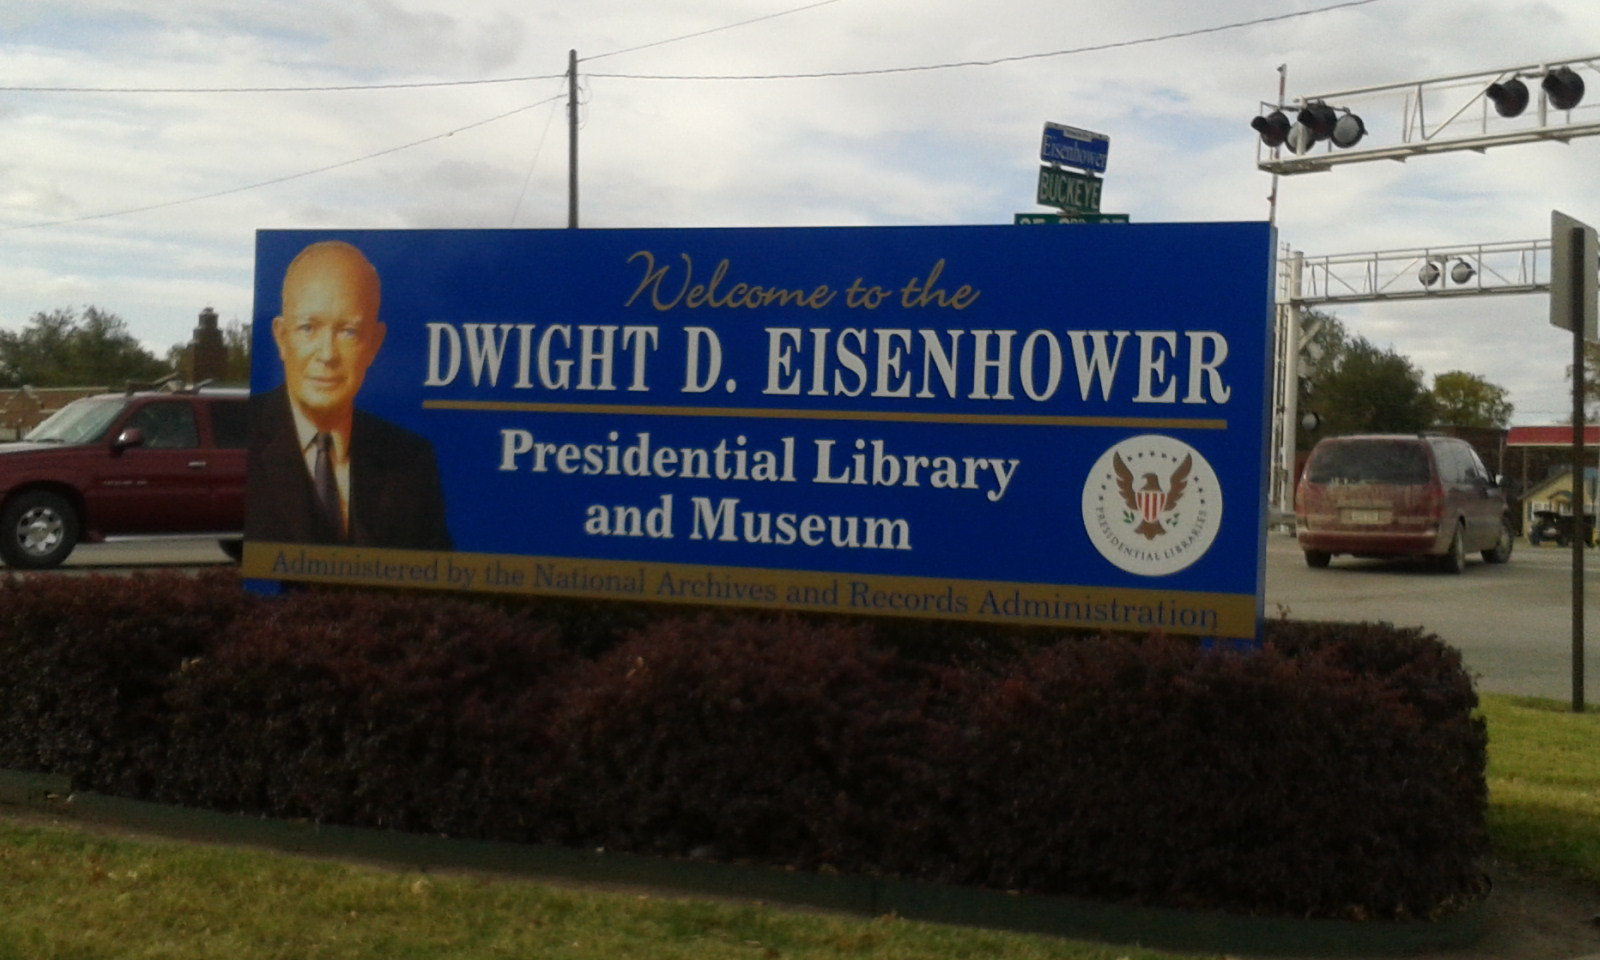 Eisenhower
BUCKEYE
Welcome to the
DWIGHT D. EISENHOWER
Presidential Library
and Museum
PRESIDENTIAL LIBRARIES
Administered by the National Archives and Records Administration